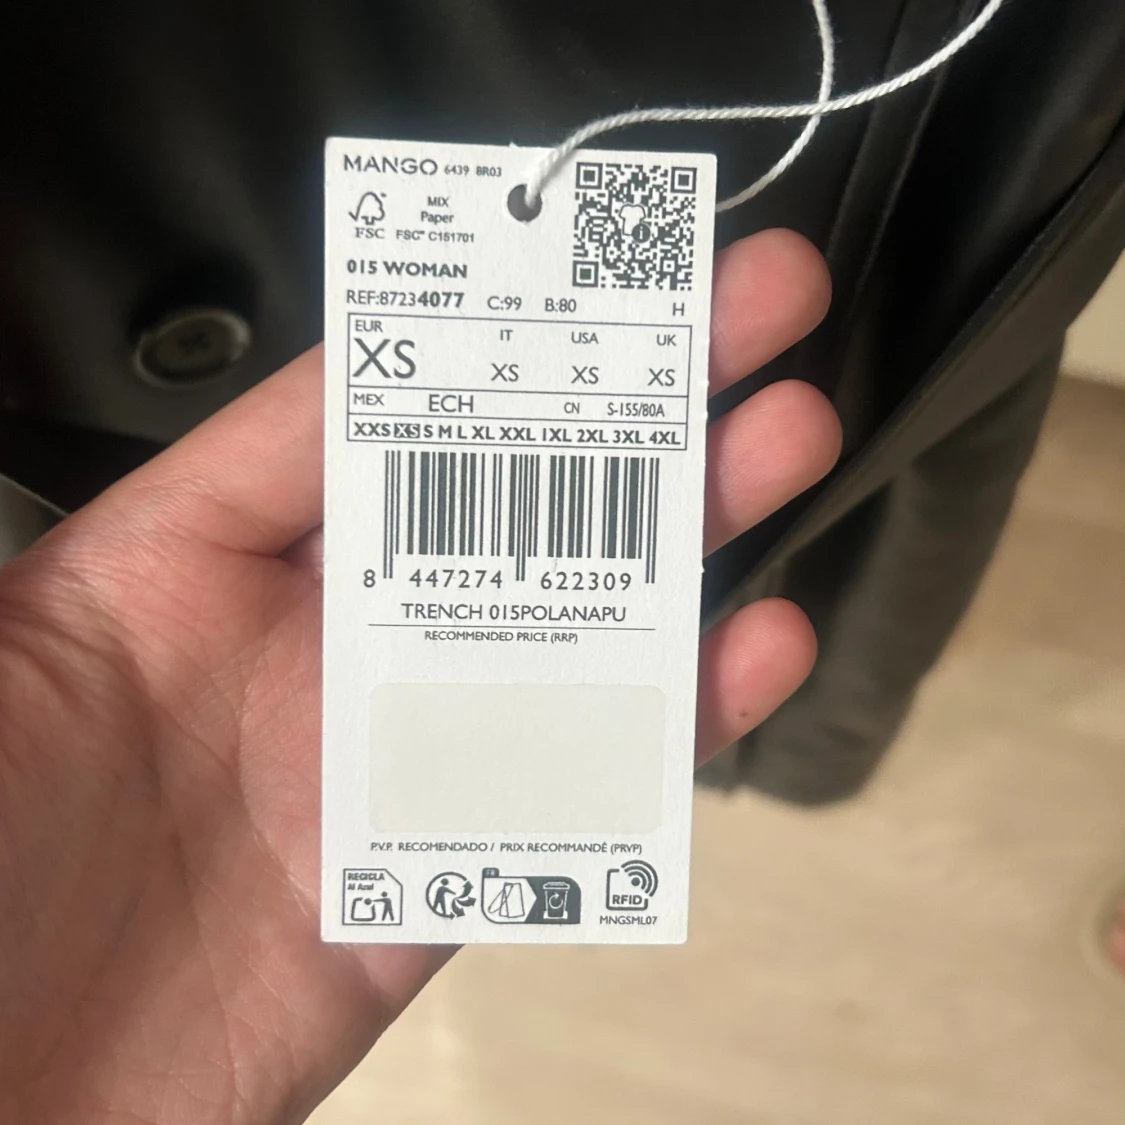 MANGO 6439 BR03
MIX
Paper
FSC FSC™ C151701
015 WOMAN
REF:87234077 C:99 B:80 H
EUR IT USA UK
XS XS XS XS
MEX ECH CN S-155/80A
XXS XS S M L XL XXL 1XL 2XL 3XL 4XL
8 447274 622309
TRENCH 015POLANAPU
RECOMMENDED PRICE (RRP)
P.V.P. RECOMENDADO / PRIX RECOMMANDÉ (PRVP)
RECICLA
Al Azul
FR
RFID
MNGSML07